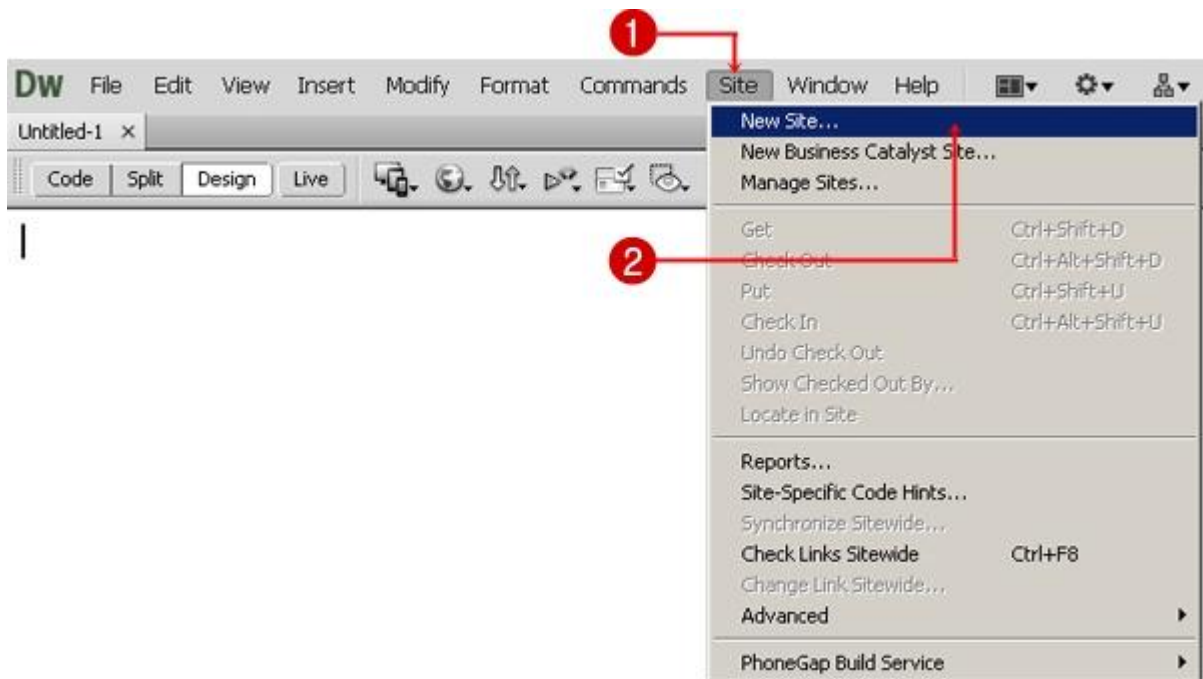 1
Dw File Edit View Insert Modify Format Commands Site Window Help
Untitled-1 ×
Code Split Design Live
New Site...
New Business Catalyst Site...
Manage Sites...
Get Ctrl+Shift+D
2
Check Out Ctrl+Alt+Shift+D
Put Ctrl+Shift+U
Check In Ctrl+Alt+Shift+U
Undo Check Out
Show Checked Out By...
Locate in Site
Reports...
Site-Specific Code Hints...
Synchronize Sitewide...
Check Links Sitewide Ctrl+F8
Change Link Sitewide...
Advanced
PhoneGap Build Service